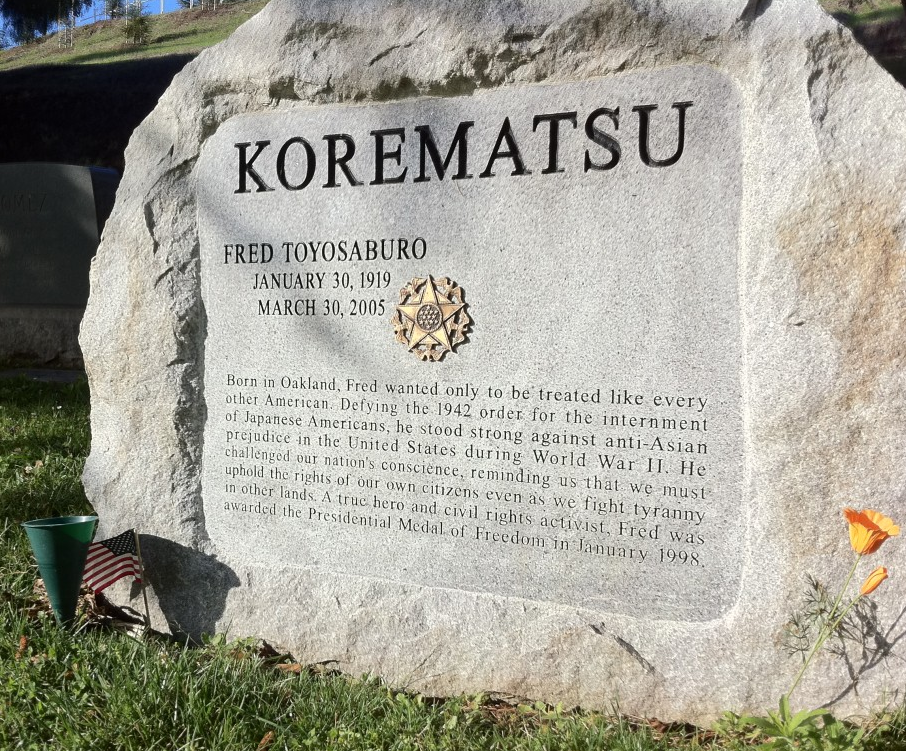 KOREMATSU
FRED TOYOSABURO
JANUARY 30, 1919
MARCH 30, 2005
Born in Oakland, Fred wanted only to be treated like every
other American. Defying the 1942 order for the internment
of Japanese Americans, he stood strong against anti-Asian
prejudice in the United States during World War II. He
challenged our nation's conscience, reminding us that we must
uphold the rights of our own citizens even as we fight tyranny
in other lands. A true hero and civil rights activist, Fred was
awarded the Presidential Medal of Freedom in January 1998.